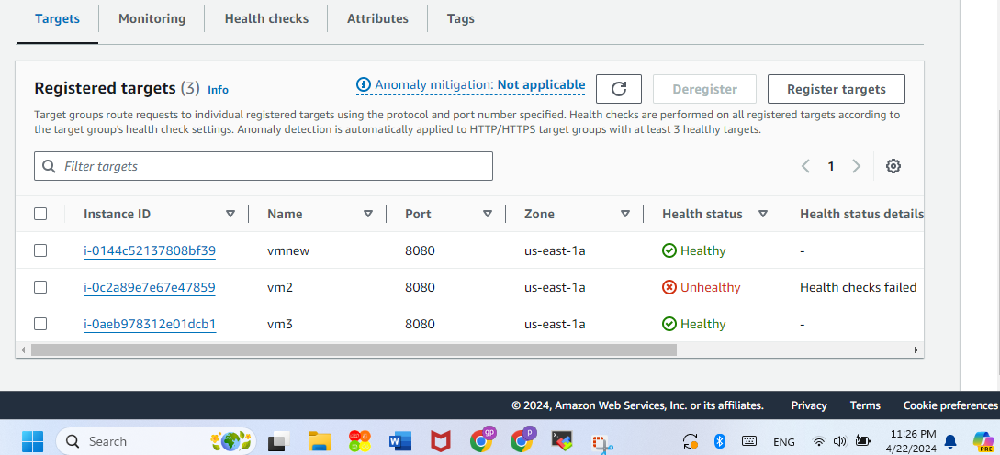 Targets Monitoring Health checks Attributes Tags
Registered targets (3) Info Anomaly mitigation: Not applicable Deregister Register targets
Target groups route requests to individual registered targets using the protocol and port number specified. Health checks are performed on all registered targets according to
the target group's health check settings. Anomaly detection is automatically applied to HTTP/HTTPS target groups with at least 3 healthy targets.
Filter targets 1
Instance ID Name Port Zone Health status Health status details
i-0144c52137808bf39 vmnew 8080 us-east-1a Healthy -
i-0c2a89e7e67e47859 vm2 8080 us-east-1a Unhealthy Health checks failed
i-0aeb978312e01dcb1 vm3 8080 us-east-1a Healthy -
© 2024, Amazon Web Services, Inc. or its affiliates. Privacy Terms Cookie preferences
Search gp p ENG 11:26 PM PRE
4/22/2024